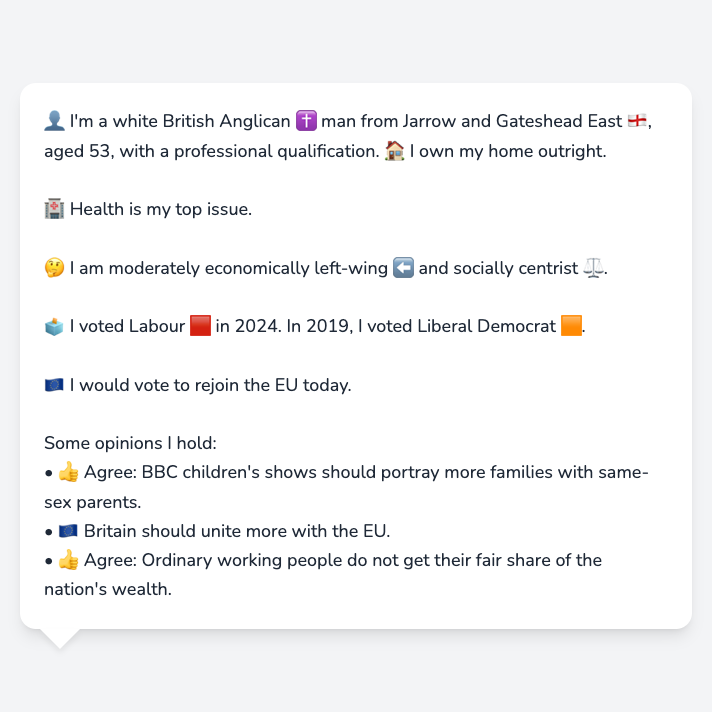 👤 I'm a white British Anglican ✝️ man from Jarrow and Gateshead East 🏴󠁧󠁢󠁥󠁮󠁧󠁿,
aged 53, with a professional qualification. 🏠 I own my home outright.
🏥 Health is my top issue.
🤔 I am moderately economically left-wing ⬅️ and socially centrist ⚖️.
🗳️ I voted Labour 🟥 in 2024. In 2019, I voted Liberal Democrat 🟧.
🇪🇺 I would vote to rejoin the EU today.
Some opinions I hold:
• 👍 Agree: BBC children's shows should portray more families with same-
sex parents.
• 🇪🇺 Britain should unite more with the EU.
• 👍 Agree: Ordinary working people do not get their fair share of the
nation's wealth.